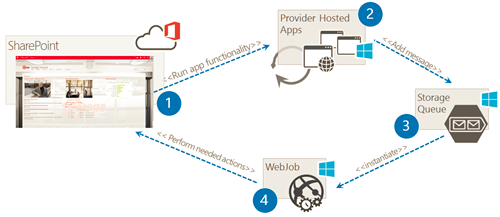 SharePoint
1
<<Run app functionality>>
Provider Hosted
Apps
2
<<Add message>>
Storage
Queue
3
<<instantiate>>
WebJob
4
<< Perform needed actions>>